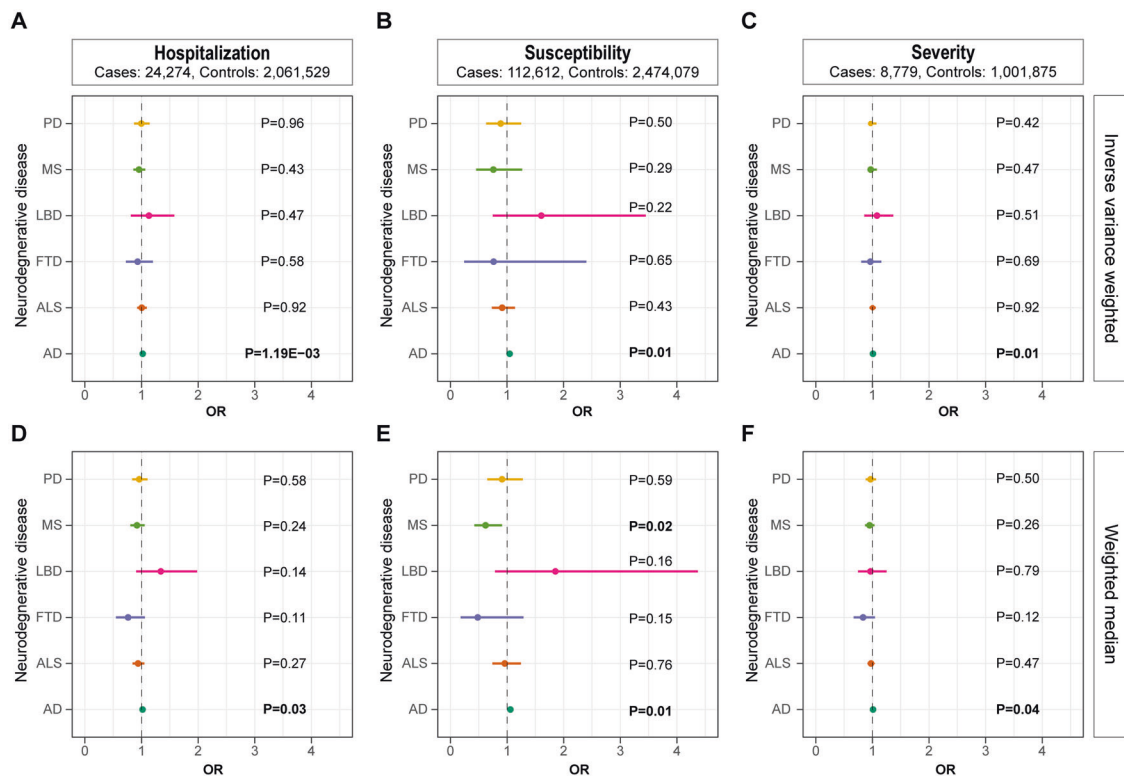 A
B
C
Hospitalization
Cases: 24,274, Controls: 2,061,529
Susceptibility
Cases: 112,612, Controls: 2,474,079
Severity
Cases: 8,779, Controls: 1,001,875
Neurodegnerative disease
PD
MS
LBD
FTD
ALS
AD
P=0.96
P=0.43
P=0.47
P=0.58
P=0.92
P=1.19E−03
0 1 2 3 4
OR
Neurodegnerative disease
PD
MS
LBD
FTD
ALS
AD
P=0.50
P=0.29
P=0.22
P=0.65
P=0.43
P=0.01
0 1 2 3 4
OR
Neurodegnerative disease
PD
MS
LBD
FTD
ALS
AD
P=0.42
P=0.47
P=0.51
P=0.69
P=0.92
P=0.01
0 1 2 3 4
OR
Inverse variance weighted
D
E
F
Neurodegnerative disease
PD
MS
LBD
FTD
ALS
AD
P=0.58
P=0.24
P=0.14
P=0.11
P=0.27
P=0.03
0 1 2 3 4
OR
Neurodegnerative disease
PD
MS
LBD
FTD
ALS
AD
P=0.59
P=0.02
P=0.16
P=0.15
P=0.76
P=0.01
0 1 2 3 4
OR
Neurodegnerative disease
PD
MS
LBD
FTD
ALS
AD
P=0.50
P=0.26
P=0.79
P=0.12
P=0.47
P=0.04
0 1 2 3 4
OR
Weighted median